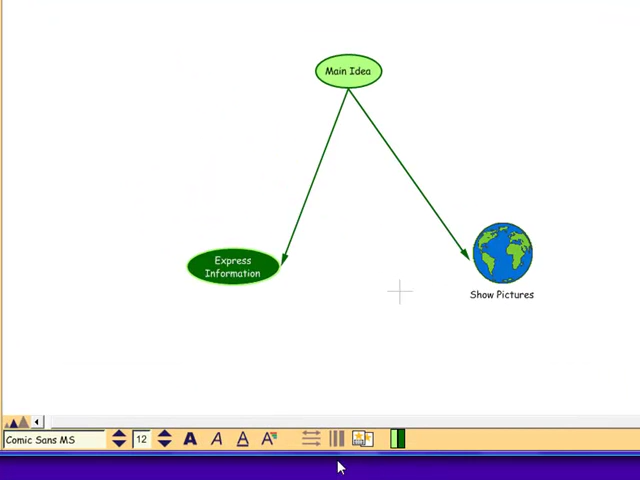 Main Idea
Express
Information
Show Pictures
Comic Sans MS
12
A A A A